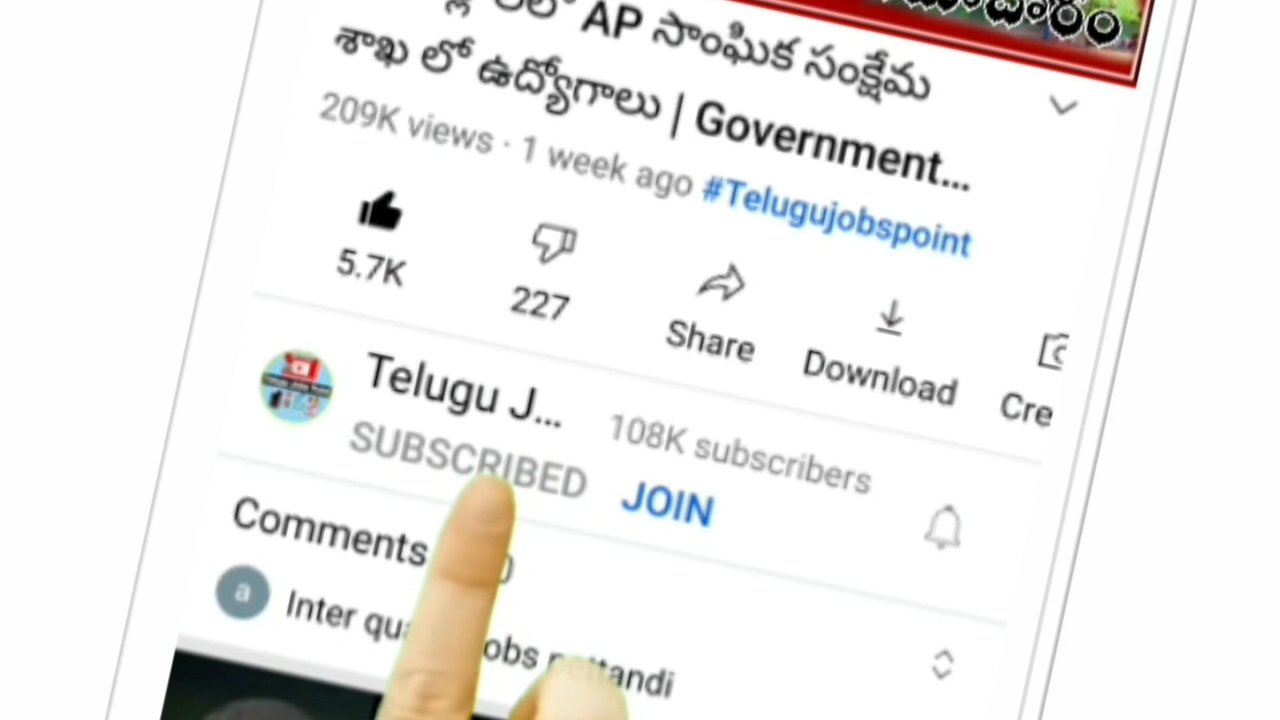 AP సాంఘిక సంక్షేమ
శాఖ లో ఉద్యోగాలు | Government...
209K views · 1 week ago #Telugujobspoint
5.7K
227
Share
Download
Cre
Telugu J...
108K subscribers
SUBSCRIBED
JOIN
Comments
a
Inter